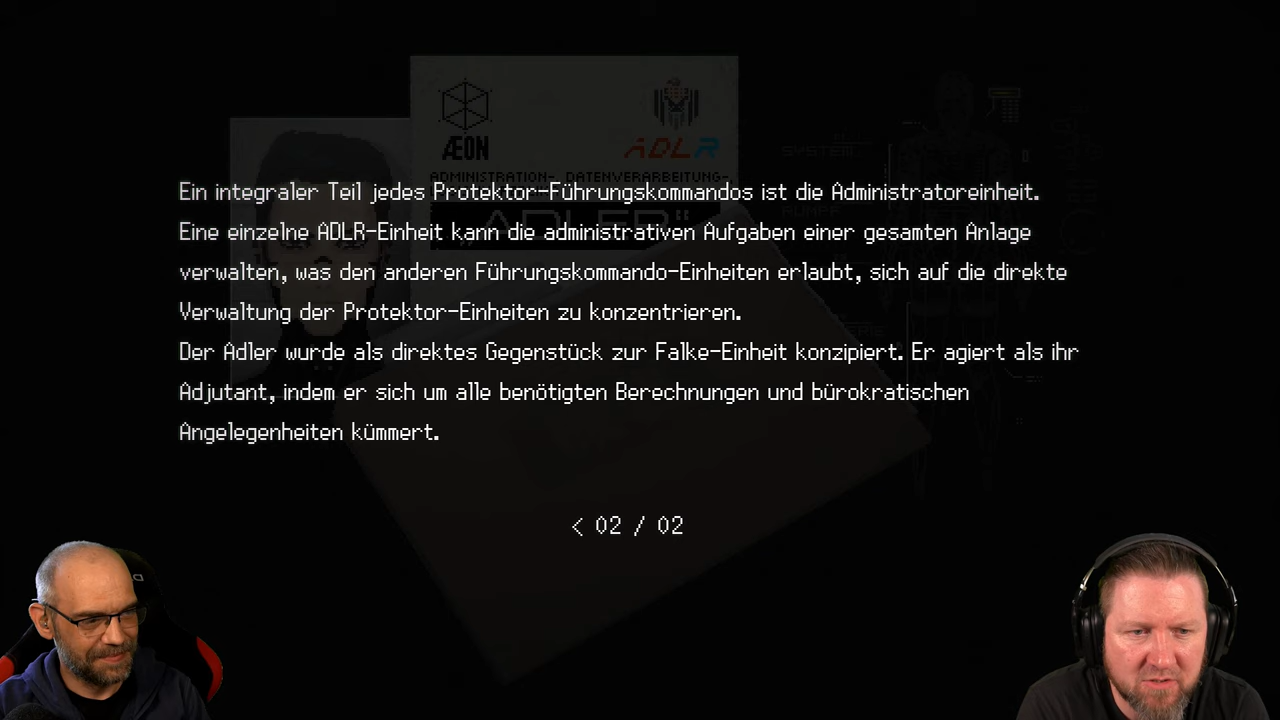 ÆON
ADLR
ADMINISTRATION-, DATENVERARBEITUNG-,
SYSTEM
„ADLER“
Ein integraler Teil jedes Protektor-Führungskommandos ist die Administratoreinheit.
Eine einzelne ADLR-Einheit kann die administrativen Aufgaben einer gesamten Anlage
verwalten, was den anderen Führungskommando-Einheiten erlaubt, sich auf die direkte
Verwaltung der Protektor-Einheiten zu konzentrieren.
Der Adler wurde als direktes Gegenstück zur Falke-Einheit konzipiert. Er agiert als ihr
Adjutant, indem er sich um alle benötigten Berechnungen und bürokratischen
Angelegenheiten kümmert.
< 02 / 02